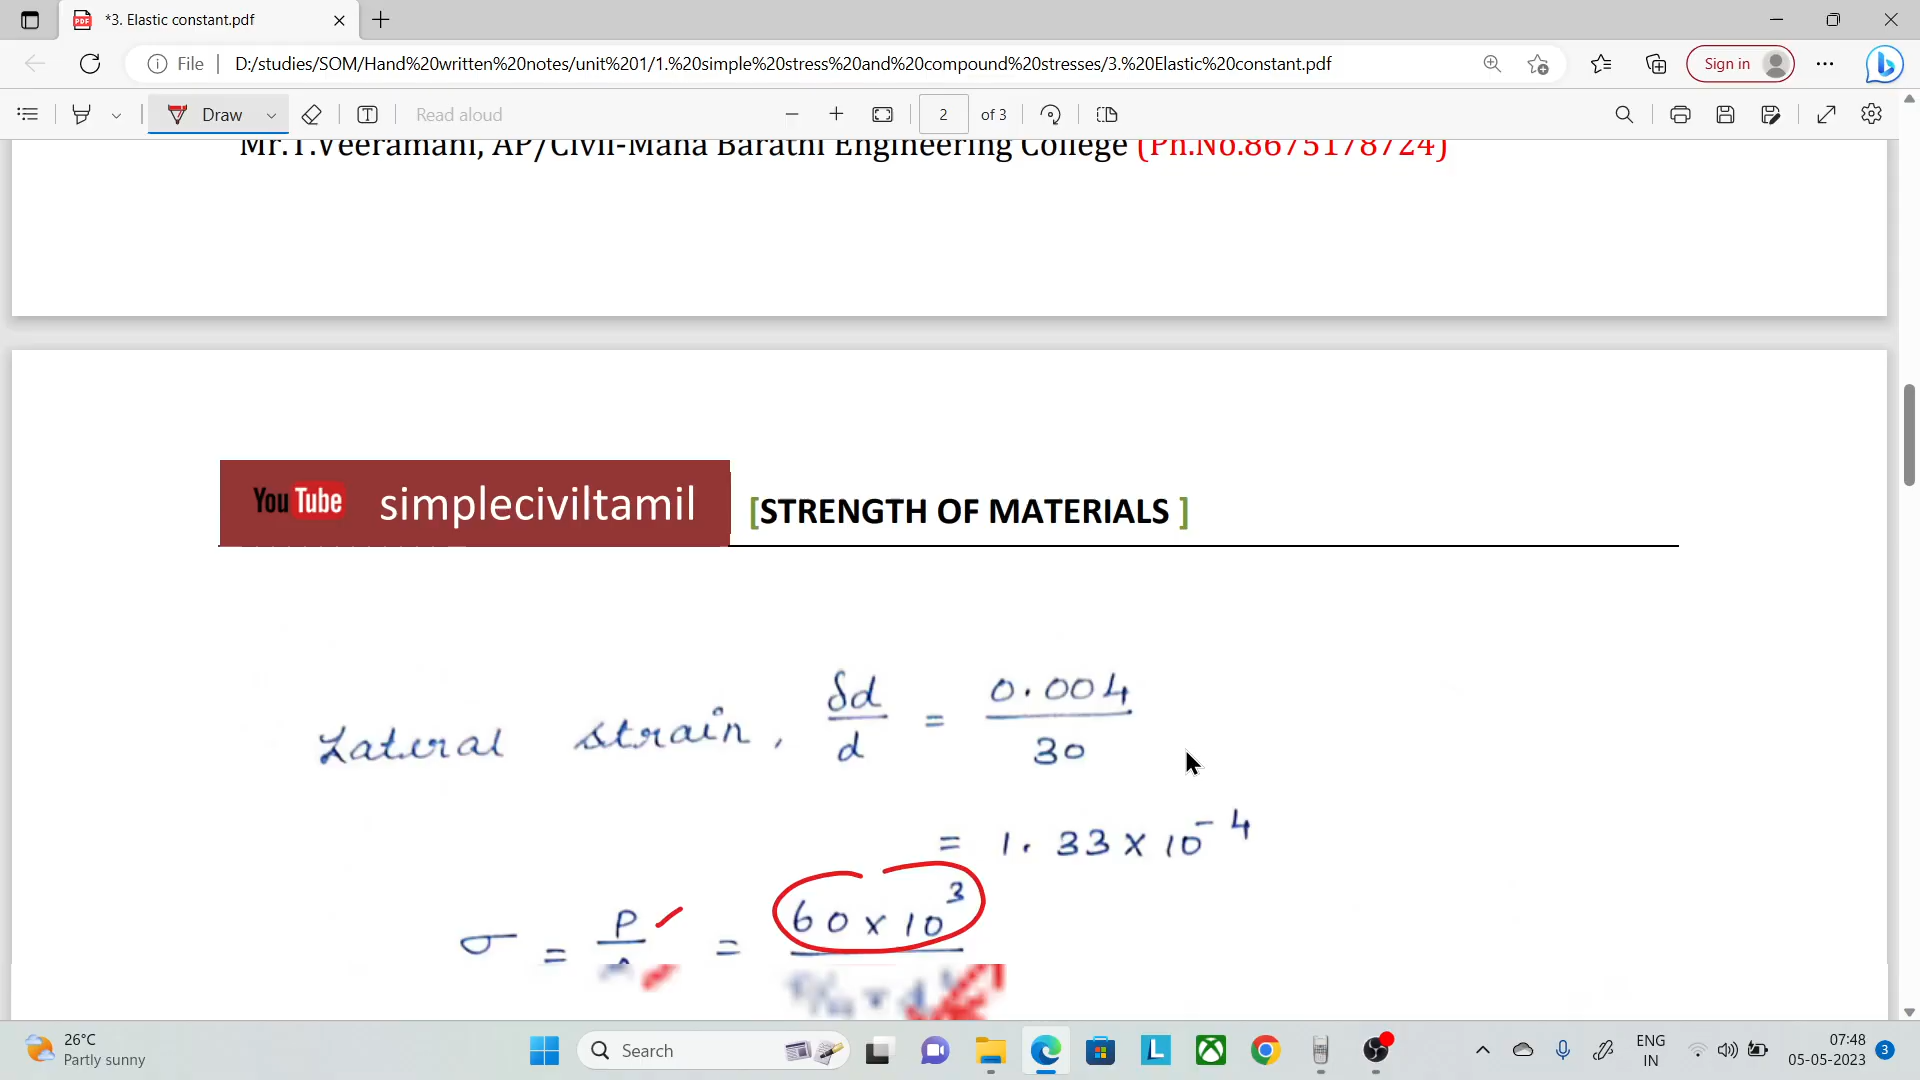 *3. Elastic constant.pdf
File D:/studies/SOM/Hand%20written%20notes/unit%201/1.%20simple%20stress%20and%20compound%20stresses/3.%20Elastic%20constant.pdf Sign in
Draw Read aloud 2 of 3
Mr.T.Veeramani, AP/Civil-Maha Barathi Engineering College (Ph.No.8675178724)
YouTube simpleciviltamil [STRENGTH OF MATERIALS ]
Lateral strain, δd/d = 0.004/30
= 1.33×10⁻⁴
σ = P/A = 60×10³
26°C
Partly sunny
Search
ENG
IN
07:48
05-05-2023
3